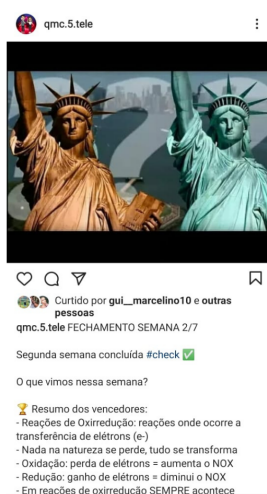 qmc.5.tele
Curtido por gui__marcelino10 e outras
pessoas
qmc.5.tele FECHAMENTO SEMANA 2/7
Segunda semana concluída #check ✅
O que vimos nessa semana?
🏆 Resumo dos vencedores:
- Reações de Oxirredução: reações onde ocorre a
transferência de elétrons (e-)
- Nada na natureza se perde, tudo se transforma
- Oxidação: perda de elétrons = aumenta o NOX
- Redução: ganho de elétrons = diminui o NOX
- Em reações de oxirredução SEMPRE acontece